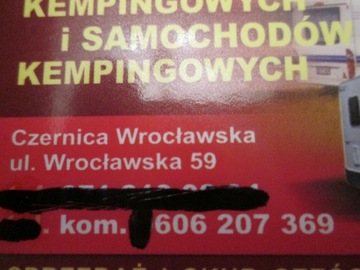 KEMPINGOWYCH
i SAMOCHODÓW
KEMPINGOWYCH
Czernica Wrocławska
ul. Wrocławska 59
kom. 606 207 369